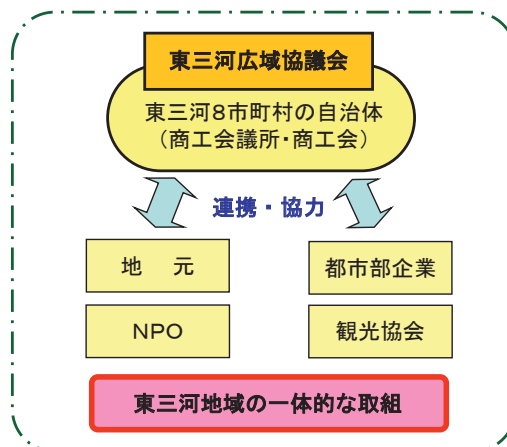 東三河広域協議会
東三河8市町村の自治体
（商工会議所・商工会）
連携・協力
地　元
都市部企業
NPO
観光協会
東三河地域の一体的な取組